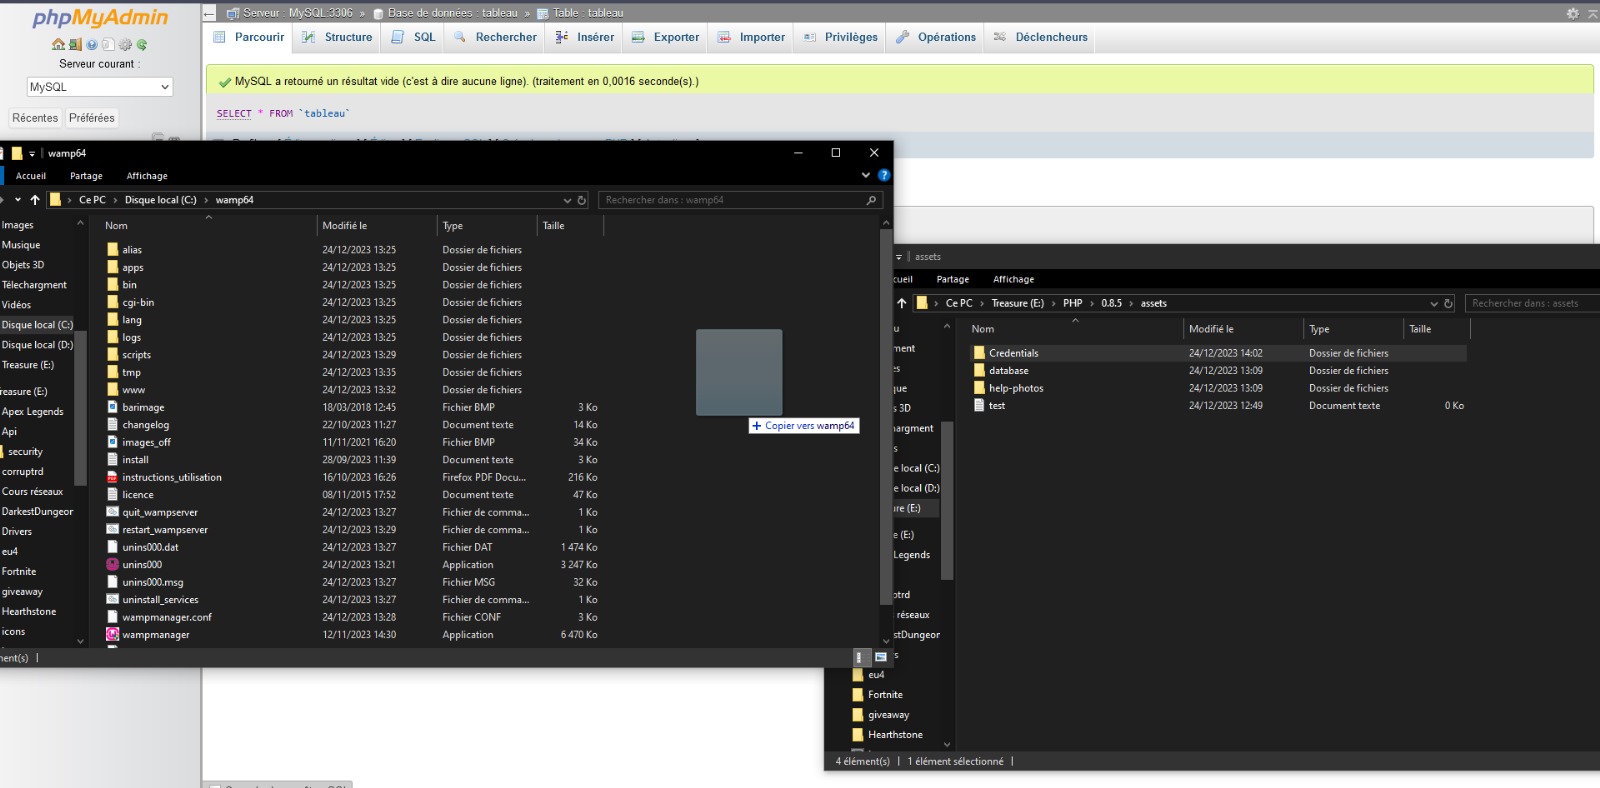 phpMyAdmin
Serveur courant :
MySQL
Récentes Préférées
Serveur : MySQL:3306 » Base de données : tableau » Table : tableau
Parcourir Structure SQL Rechercher Insérer Exporter Importer Privilèges Opérations Déclencheurs
MySQL a retourné un résultat vide (c'est à dire aucune ligne). (traitement en 0,0016 seconde(s).)
SELECT * FROM `tableau`
wamp64
Accueil Partage Affichage
Ce PC > Disque local (C:) > wamp64
Rechercher dans : wamp64
Images
Musique
Objets 3D
Téléchargment
Vidéos
Disque local (C:)
Disque local (D:)
Treasure (E:)
reasure (E:)
Apex Legends
Api
security
corruptrd
Cours réseaux
DarkestDungeor
Drivers
eu4
Fortnite
giveaway
Hearthstone
icons
Nom Modifié le Type Taille
alias 24/12/2023 13:25 Dossier de fichiers
apps 24/12/2023 13:25 Dossier de fichiers
bin 24/12/2023 13:25 Dossier de fichiers
cgi-bin 24/12/2023 13:25 Dossier de fichiers
lang 24/12/2023 13:25 Dossier de fichiers
logs 24/12/2023 13:25 Dossier de fichiers
scripts 24/12/2023 13:29 Dossier de fichiers
tmp 24/12/2023 13:35 Dossier de fichiers
www 24/12/2023 13:32 Dossier de fichiers
barimage 18/03/2018 12:45 Fichier BMP 3 Ko
changelog 22/10/2023 11:27 Document texte 14 Ko
images_off 11/11/2021 16:20 Fichier BMP 34 Ko
install 28/09/2023 11:39 Document texte 3 Ko
instructions_utilisation 16/10/2023 16:26 Firefox PDF Docu... 216 Ko
licence 08/11/2015 17:52 Document texte 47 Ko
quit_wampserver 24/12/2023 13:27 Fichier de comma... 1 Ko
restart_wampserver 24/12/2023 13:29 Fichier de comma... 1 Ko
unins000.dat 24/12/2023 13:27 Fichier DAT 1 474 Ko
unins000 24/12/2023 13:21 Application 3 247 Ko
unins000.msg 24/12/2023 13:27 Fichier MSG 32 Ko
uninstall_services 24/12/2023 13:27 Fichier de comma... 1 Ko
wampmanager.conf 24/12/2023 13:28 Fichier CONF 3 Ko
wampmanager 12/11/2023 14:30 Application 6 470 Ko
ment(s)
+ Copier vers wamp64
assets
cueil Partage Affichage
Ce PC > Treasure (E:) > PHP > 0.8.5 > assets
Rechercher dans : assets
Nom Modifié le Type Taille
Credentials 24/12/2023 14:02 Dossier de fichiers
database 24/12/2023 13:09 Dossier de fichiers
help-photos 24/12/2023 13:09 Dossier de fichiers
test 24/12/2023 12:49 Document texte 0 Ko
ment
es
que
s 3D
hargment
s
e local (C:)
e local (D:)
ure (E:)
e (E:)
Legends
ptrd
réseaux
estDungeor
s
eu4
Fortnite
giveaway
Hearthstone
4 élément(s) 1 élément sélectionné